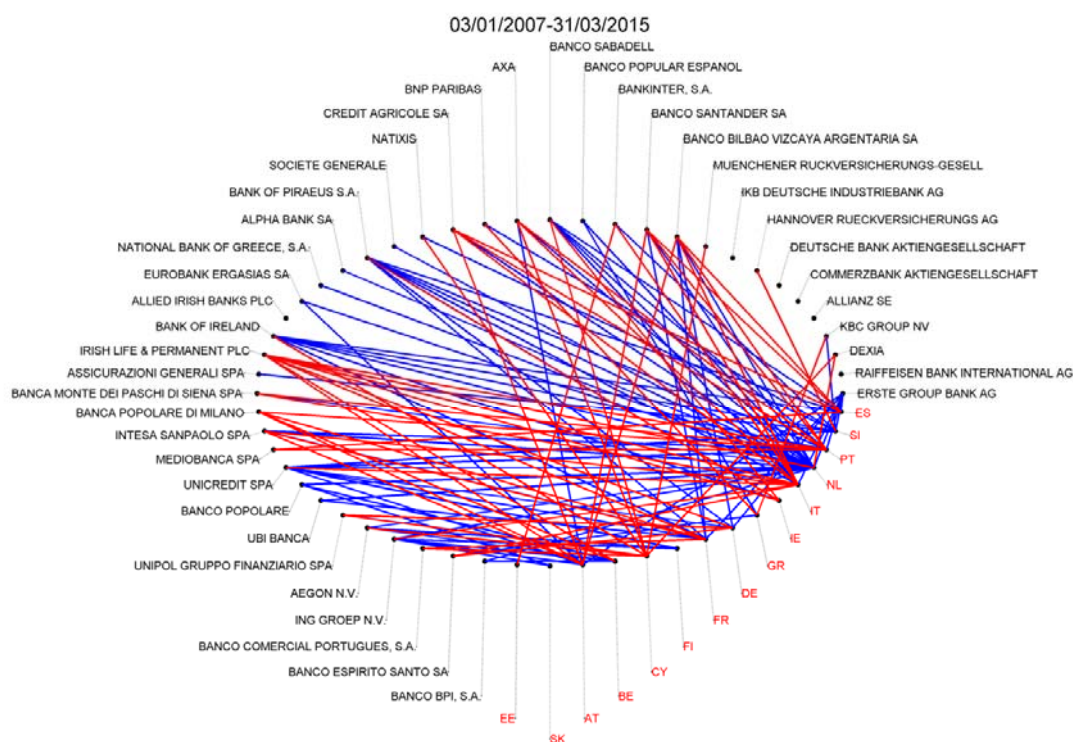 03/01/2007-31/03/2015
BANCO SABADELL
AXA
BANCO POPULAR ESPANOL
BNP PARIBAS
BANKINTER, S.A.
CREDIT AGRICOLE SA
BANCO SANTANDER SA
NATIXIS
BANCO BILBAO VIZCAYA ARGENTARIA SA
SOCIETE GENERALE
MUENCHENER RUCKVERSICHERUNGS-GESELL
BANK OF PIRAEUS S.A.
IKB DEUTSCHE INDUSTRIEBANK AG
ALPHA BANK SA
HANNOVER RUECKVERSICHERUNGS AG
NATIONAL BANK OF GREECE, S.A.
DEUTSCHE BANK AKTIENGESELLSCHAFT
EUROBANK ERGASIAS SA
COMMERZBANK AKTIENGESELLSCHAFT
ALLIED IRISH BANKS PLC
ALLIANZ SE
BANK OF IRELAND
KBC GROUP NV
IRISH LIFE & PERMANENT PLC
DEXIA
ASSICURAZIONI GENERALI SPA
RAIFFEISEN BANK INTERNATIONAL AG
BANCA MONTE DEI PASCHI DI SIENA SPA
ERSTE GROUP BANK AG
BANCA POPOLARE DI MILANO
ES
INTESA SANPAOLO SPA
SI
MEDIOBANCA SPA
PT
UNICREDIT SPA
NL
BANCO POPOLARE
IT
UBI BANCA
IE
UNIPOL GRUPPO FINANZIARIO SPA
GR
AEGON N.V.
DE
ING GROEP N.V.
FR
BANCO COMERCIAL PORTUGUES, S.A.
FI
BANCO ESPIRITO SANTO SA
CY
BANCO BPI, S.A.
BE
EE
AT
SK